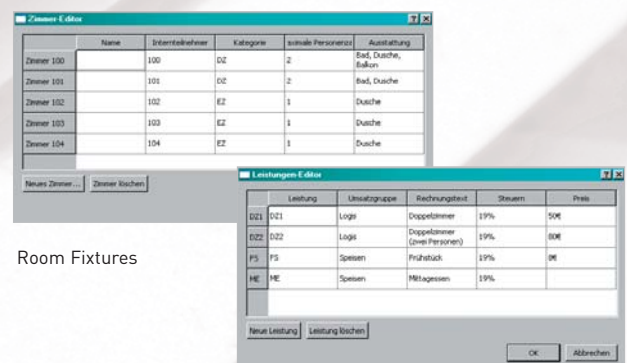 Zimmer-Editor
Name Internteilnehmer Kategorie ximale Personenza Ausstattung
Zimmer 100 100 DZ 2 Bad, Dusche,
Balkon
Zimmer 101 101 DZ 2 Bad, Dusche
Zimmer 102 102 EZ 1 Dusche
Zimmer 103 103 EZ 1 Dusche
Zimmer 104 104 EZ 1 Dusche
Neues Zimmer... Zimmer löschen
Room Fixtures
Leistungen-Editor
Leistung Umsatzgruppe Rechnungstext Steuern Preis
DZ1 DZ1 Logis Doppelzimmer 19% 50€
DZ2 DZ2 Logis Doppelzimmer
(zwei Personen) 19% 80€
FS FS Speisen Frühstück 19%
ME ME Speisen Mittagessen 19%
Neue Leistung Leistung löschen
OK Abbrechen